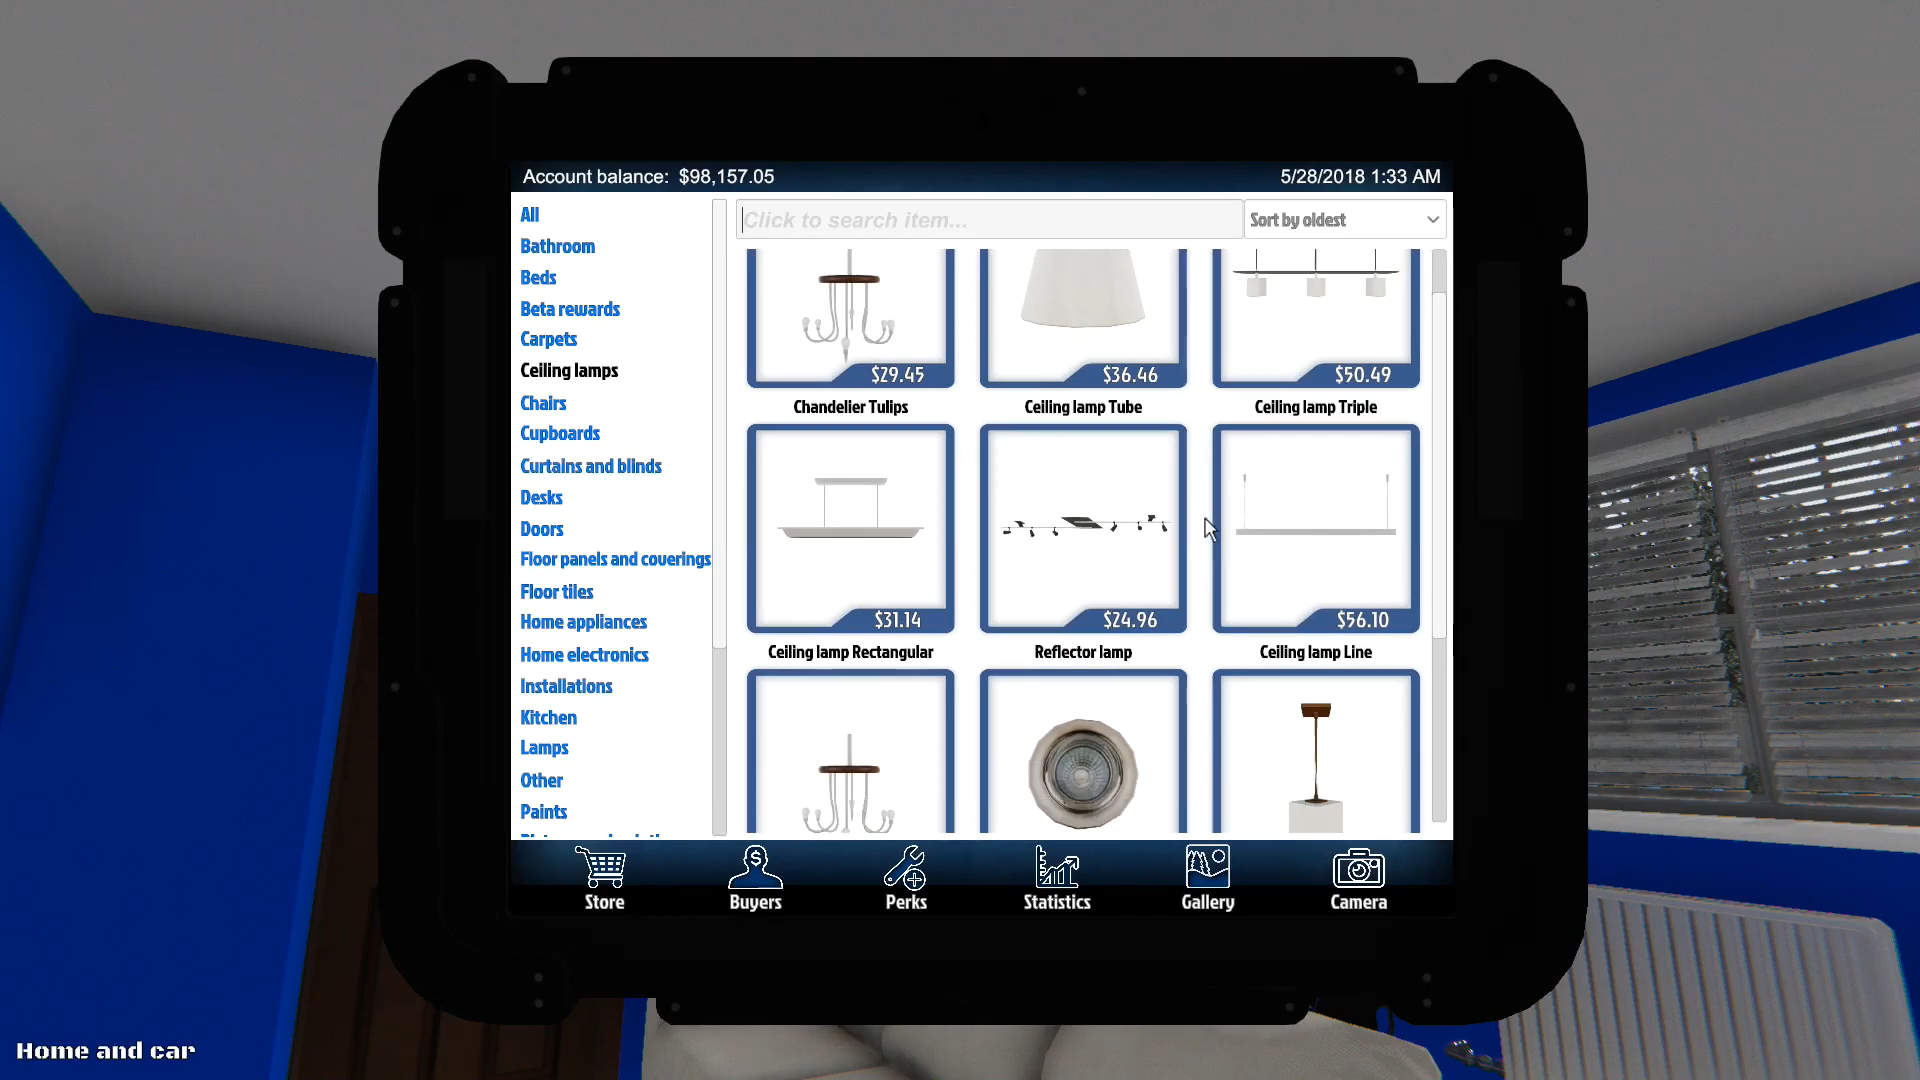 Account balance: $98,157.05
5/28/2018 1:33 AM
All
Bathroom
Beds
Beta rewards
Carpets
Ceiling lamps
Chairs
Cupboards
Curtains and blinds
Desks
Doors
Floor panels and coverings
Floor tiles
Home appliances
Home electronics
Installations
Kitchen
Lamps
Other
Paints
Click to search item...
Sort by oldest
$29.45
$36.46
$50.49
Chandelier Tulips
Ceiling lamp Tube
Ceiling lamp Triple
$31.14
$24.96
$56.10
Ceiling lamp Rectangular
Reflector lamp
Ceiling lamp Line
Store
Buyers
Perks
Statistics
Gallery
Camera
Home and car